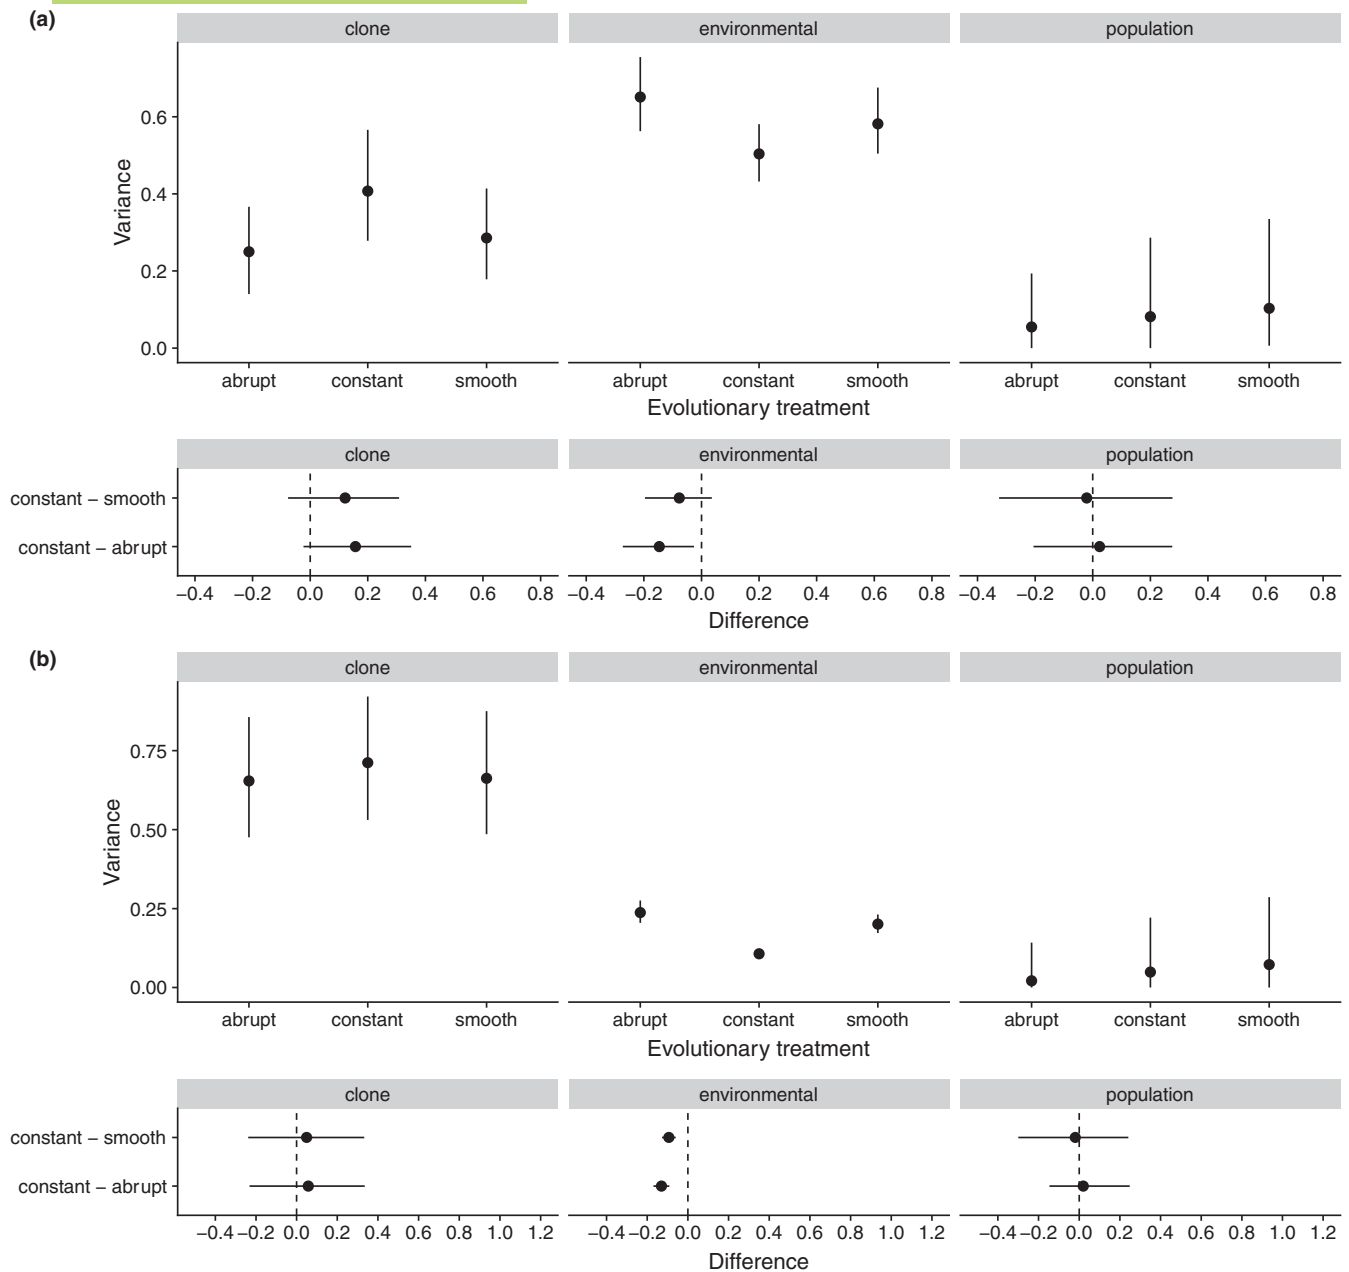 (a)
clone environmental population
Variance
0.6
0.4
0.2
0.0
abrupt constant smooth abrupt constant smooth abrupt constant smooth
Evolutionary treatment
clone environmental population
constant – smooth
constant – abrupt
−0.4 −0.2 0.0 0.2 0.4 0.6 0.8 −0.4 −0.2 0.0 0.2 0.4 0.6 0.8 −0.4 −0.2 0.0 0.2 0.4 0.6 0.8
Difference
(b)
clone environmental population
Variance
0.75
0.50
0.25
0.00
abrupt constant smooth abrupt constant smooth abrupt constant smooth
Evolutionary treatment
clone environmental population
constant – smooth
constant – abrupt
−0.4 −0.2 0.0 0.2 0.4 0.6 0.8 1.0 1.2 −0.4 −0.2 0.0 0.2 0.4 0.6 0.8 1.0 1.2 −0.4 −0.2 0.0 0.2 0.4 0.6 0.8 1.0 1.2
Difference